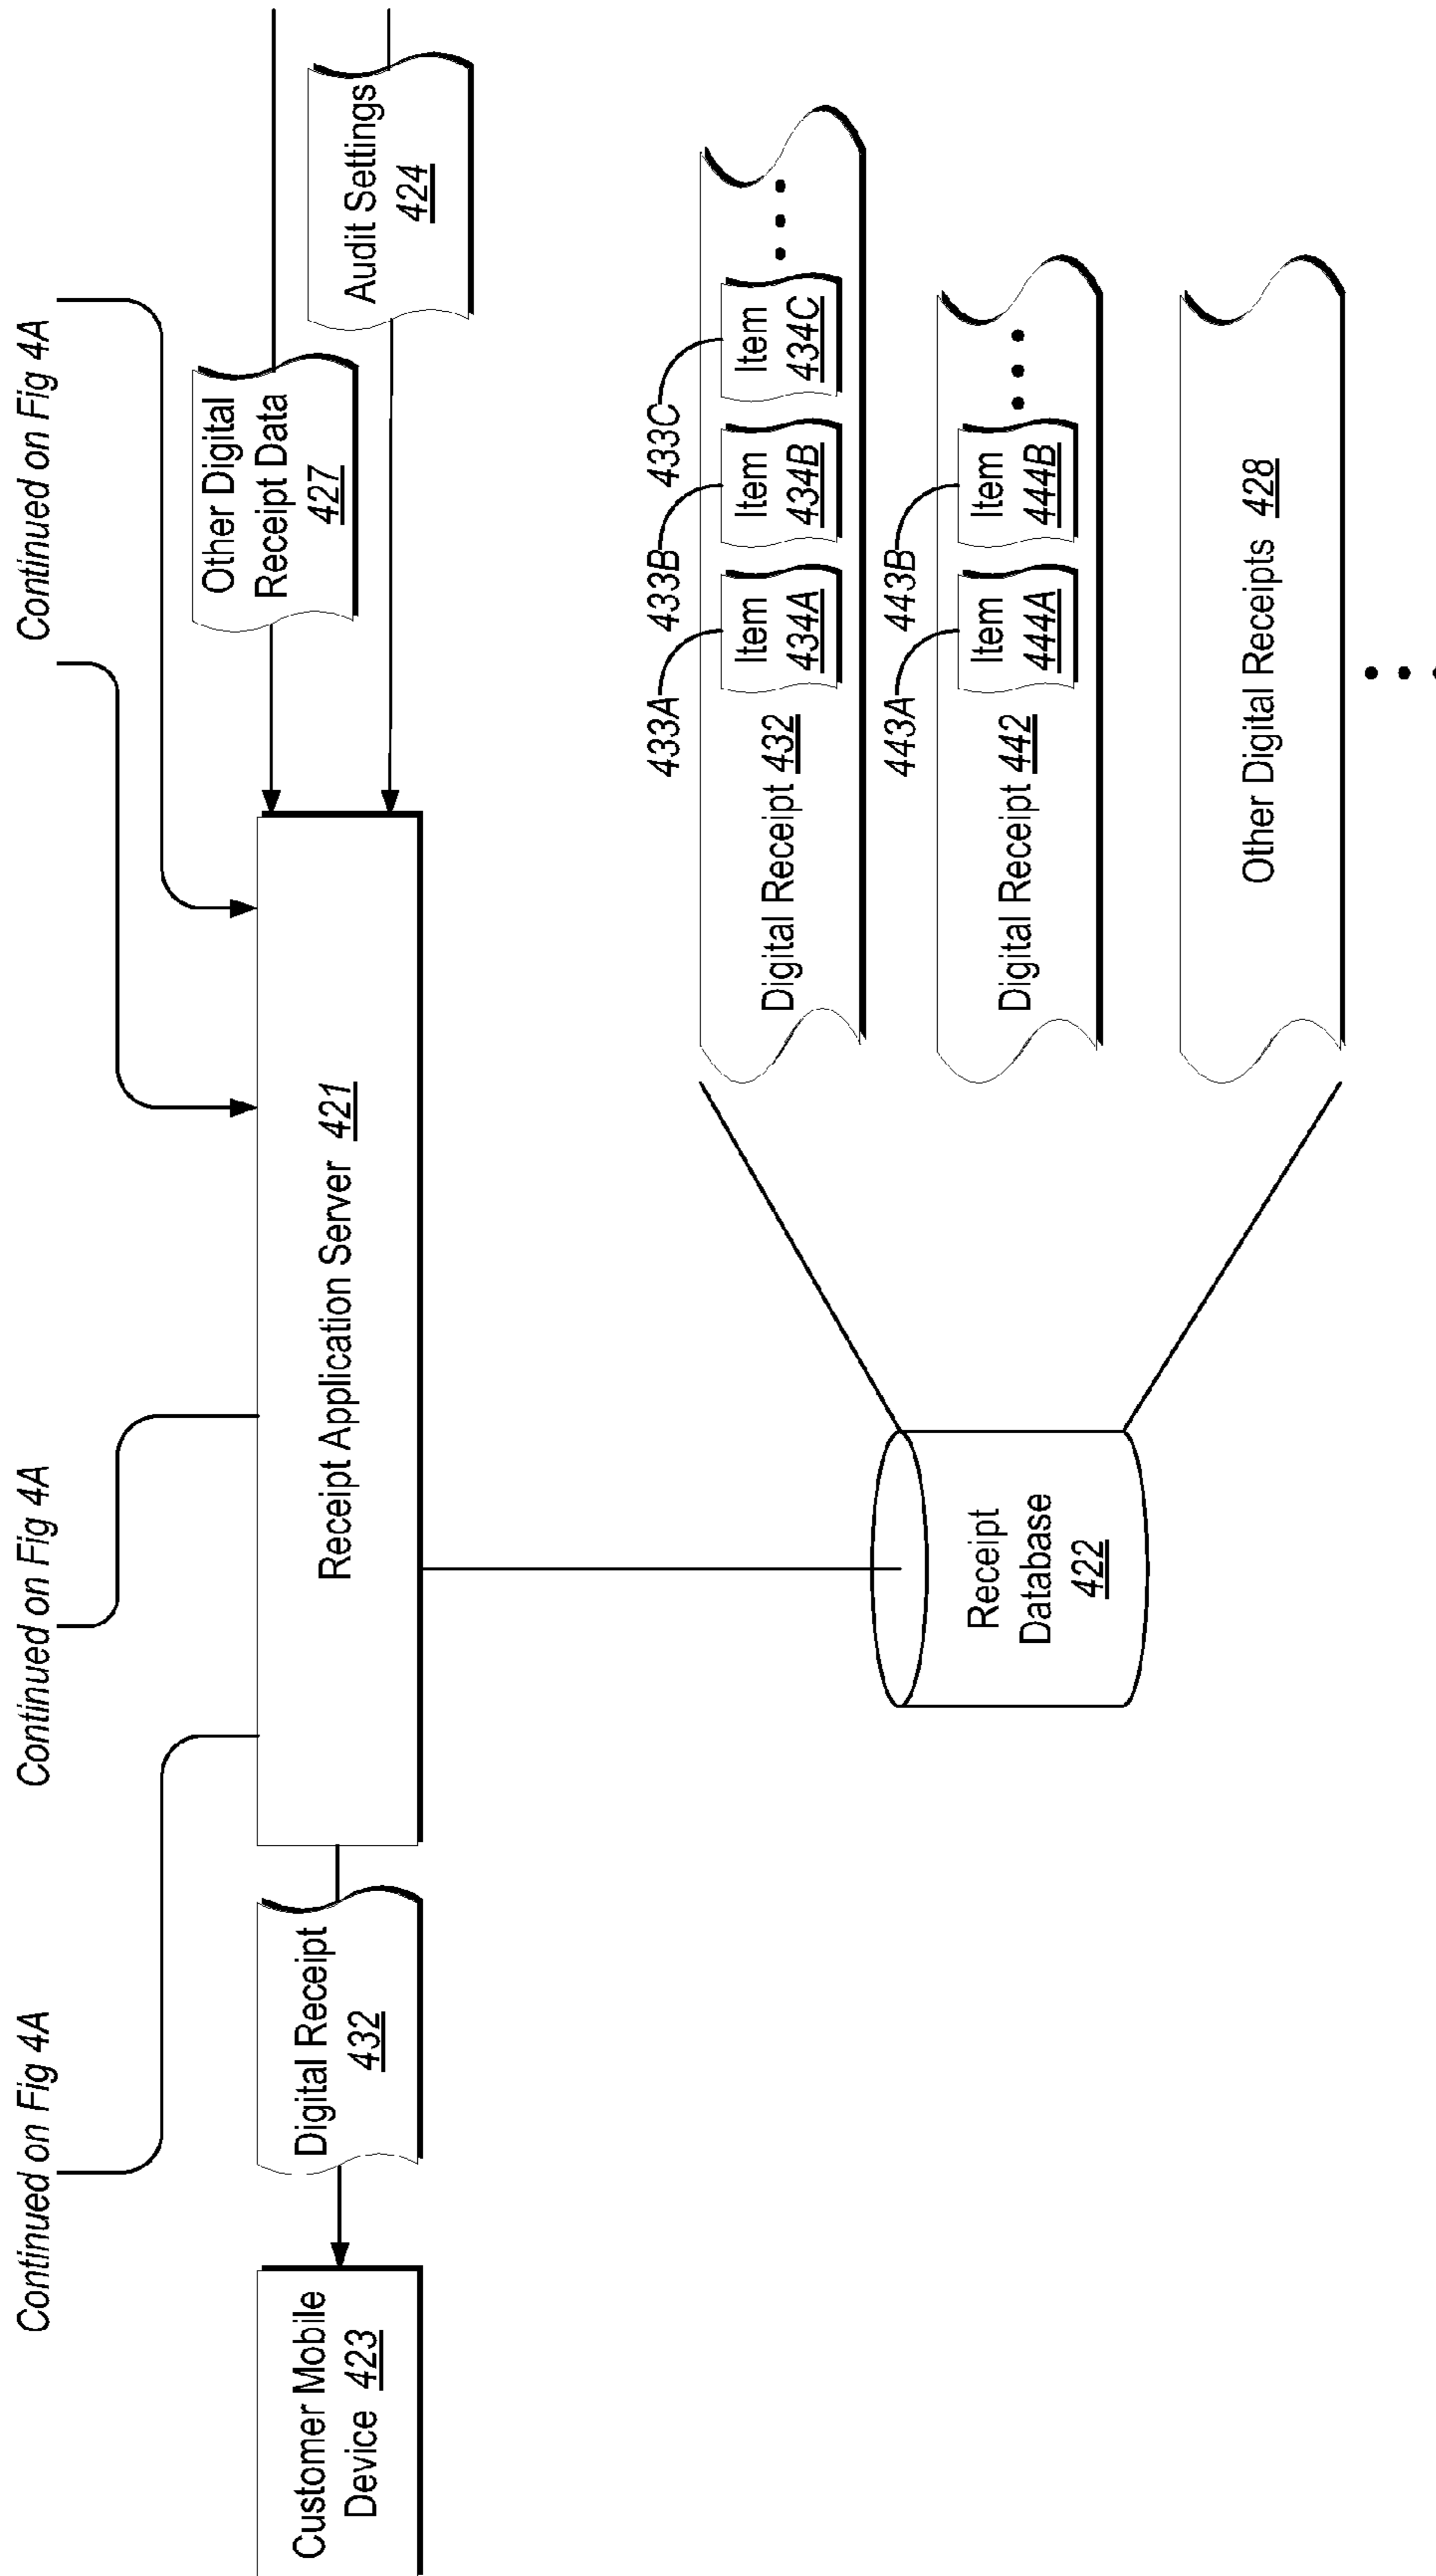 Continued on Fig 4A
Continued on Fig 4A
Continued on Fig 4A
Customer Mobile
Device 423
Digital Receipt
432
Receipt Application Server 421
Other Digital
Receipt Data
427
Audit Settings
424
Receipt
Database
422
433A
433B
433C
Digital Receipt 432
Item
434A
Item
434B
Item
434C
443A
443B
Digital Receipt 442
Item
444A
Item
444B
Other Digital Receipts 428